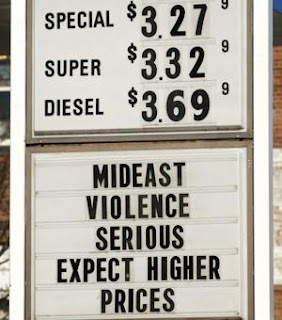 SPECIAL $3.27 9
SUPER $3.32 9
DIESEL $3.69 9
MIDEAST
VIOLENCE
SERIOUS
EXPECT HIGHER
PRICES